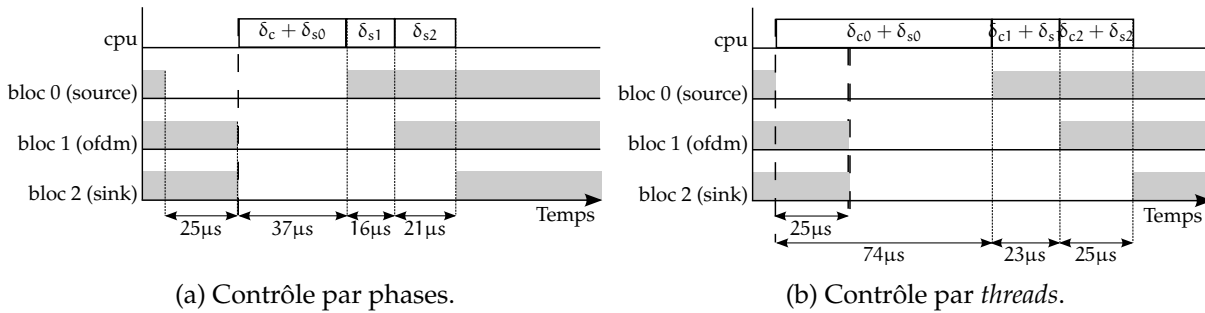 cpu
δc + δs0 δs1 δs2
bloc 0 (source)
bloc 1 (ofdm)
bloc 2 (sink)
Temps
25µs 37µs 16µs 21µs
(a) Contrôle par phases.
cpu
δc0 + δs0 δc1 + δs1 δc2 + δs2
bloc 0 (source)
bloc 1 (ofdm)
bloc 2 (sink)
Temps
25µs
74µs 23µs 25µs
(b) Contrôle par threads.